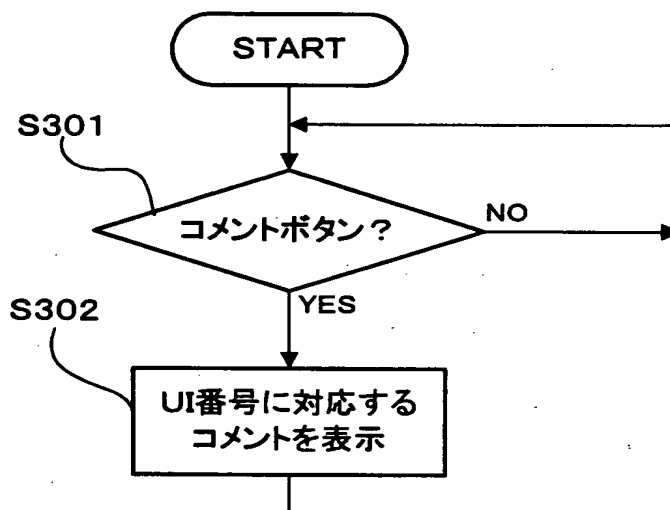 START
S301
コメントボタン?
NO
YES
S302
UI番号に対応する
コメントを表示